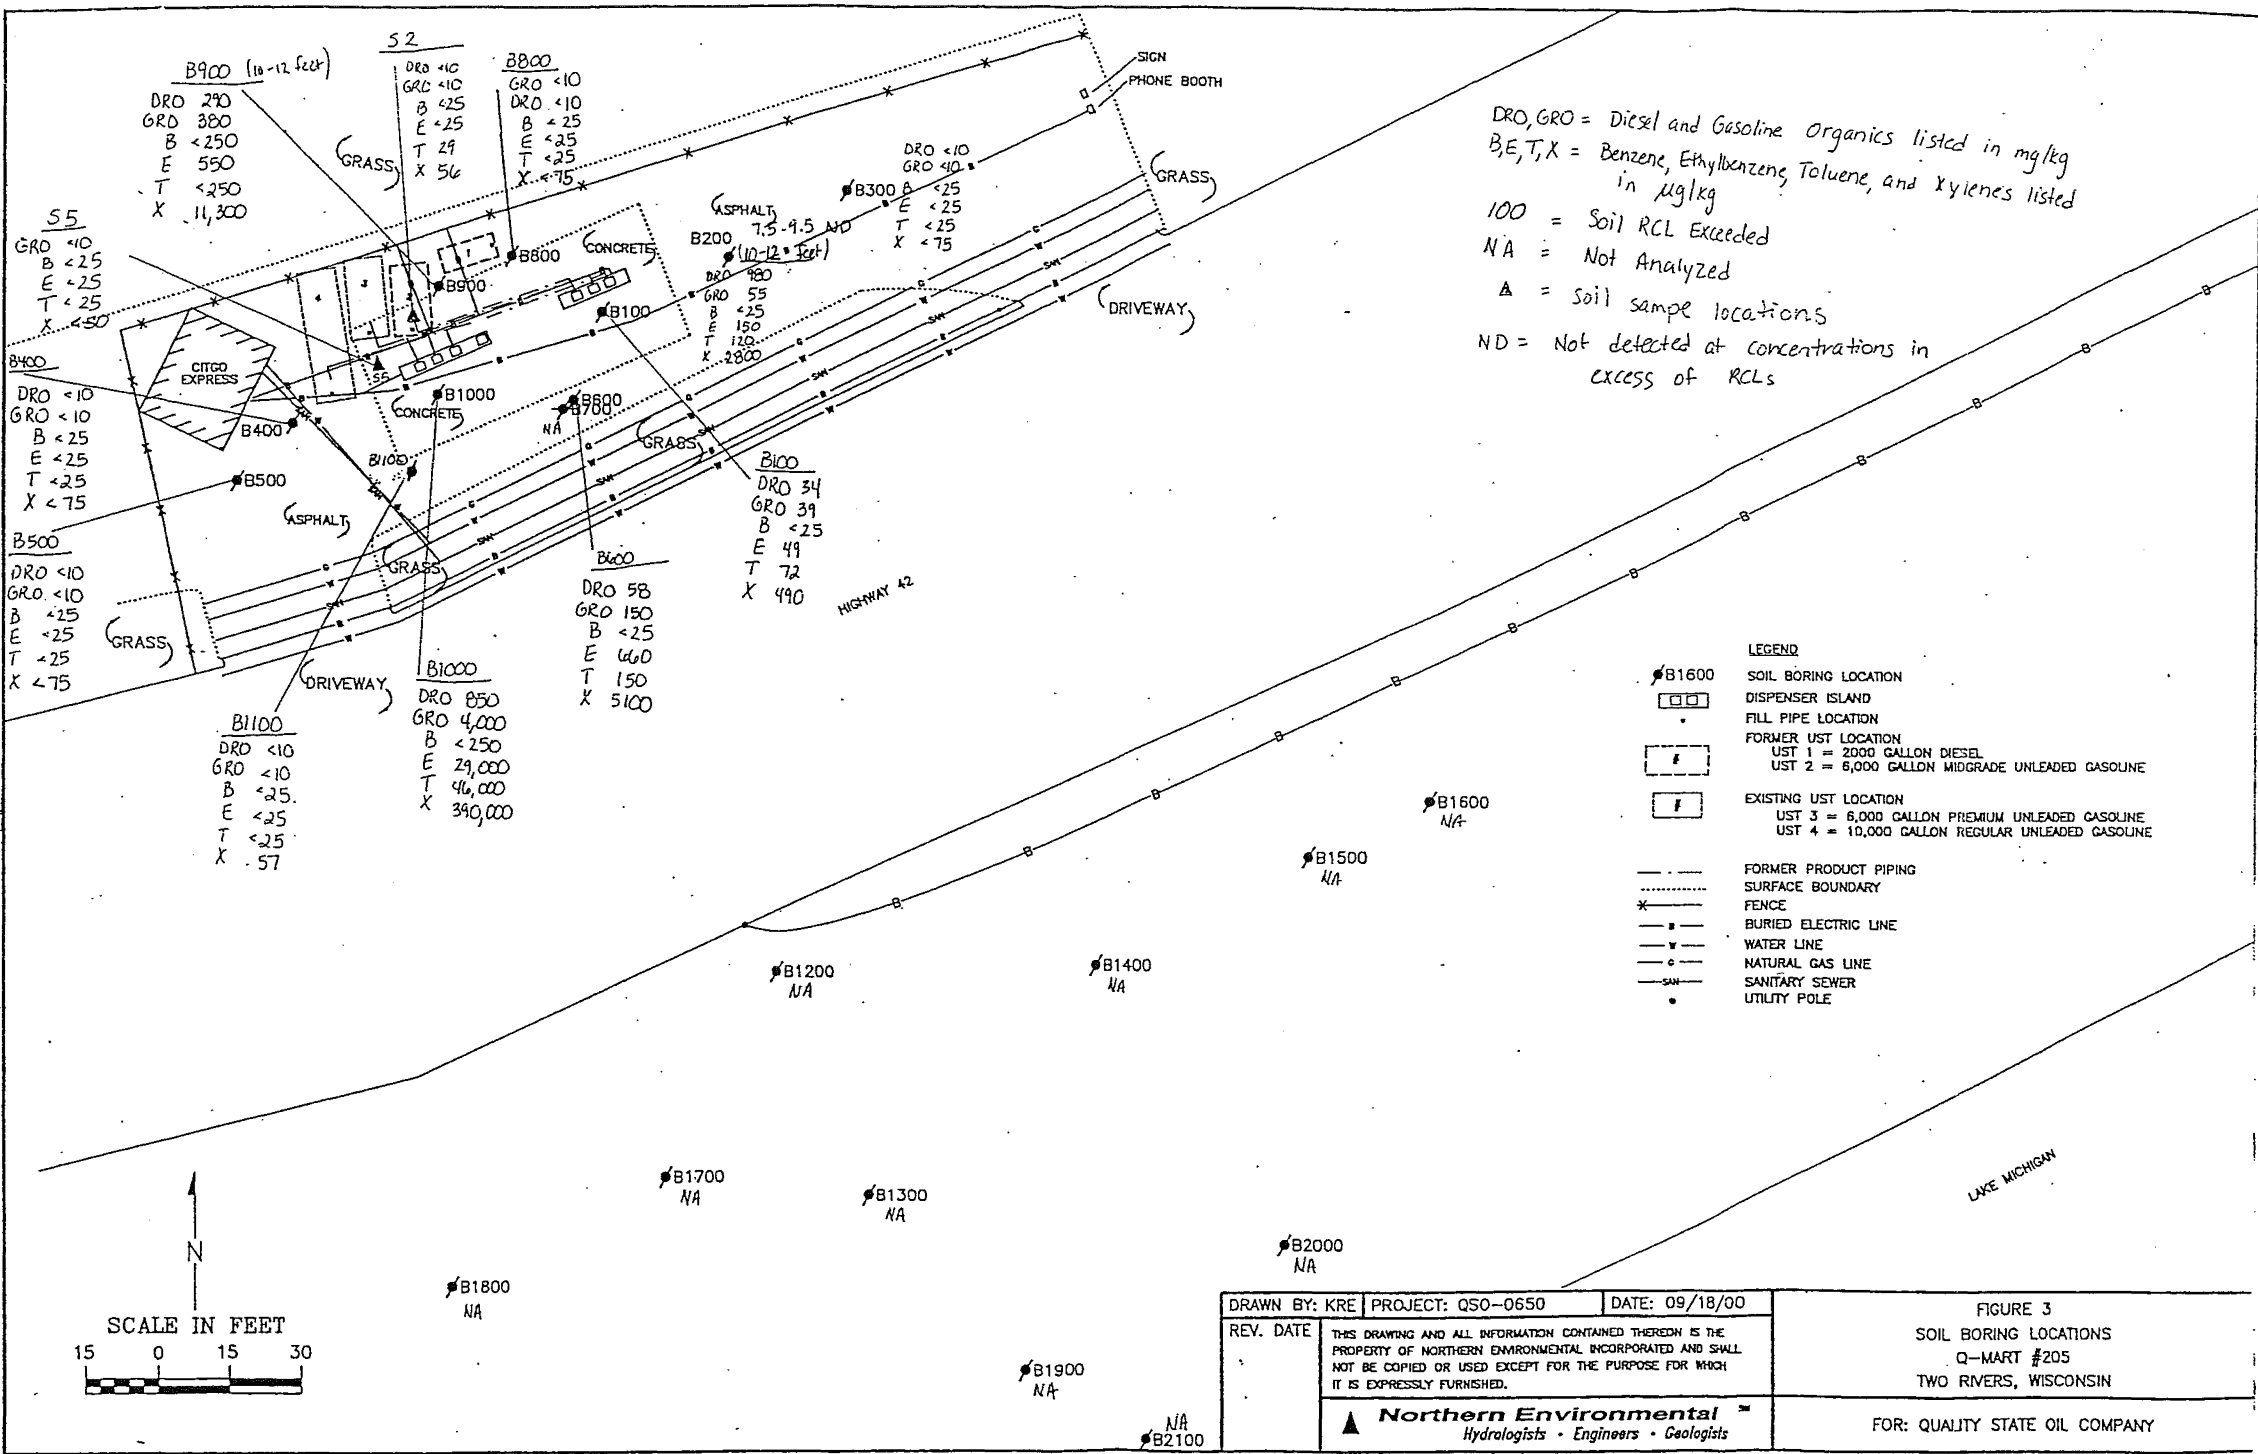 B900 (10-12 feet)
DRO 290
GRO 380
B <250
E 550
T <250
X 11,300
S2
DRO <10
GRO <10
B <25
E <25
T 29
X 56
B800
GRO <10
DRO <10
B <25
E <25
T <25
X <75
SIGN
PHONE BOOTH
DRO, GRO = Diesel and Gasoline Organics listed in mg/kg
B,E,T,X = Benzene, Ethylbenzene, Toluene, and Xylenes listed
in µg/kg
100 = Soil RCL Exceeded
NA = Not Analyzed
= Soil sampe locations
ND = Not detected at concentrations in
excess of RCLs
S5
GRO <10
B <25
E <25
T <25
X <50
GRASS
DRO <10
GRO <10
B <25
E <25
T <25
X <75
B300
GRASS
ASPHALT
7.5-9.5 ND
B200
(10-12 feet)
DRO 980
GRO 55
B <25
E 150
T 120
X 2800
CONCRETE
B800
B900
B100
4
3
2
1
DRIVEWAY
CITGO
EXPRESS
S5
B400
DRO <10
GRO <10
B <25
E <25
T <25
X <75
B400
B1000
CONCRETE
B600
B700
NA
GRASS
B1100
B500
ASPHALT
GRASS
B500
DRO <10
GRO <10
B <25
E <25
T <25
X <75
GRASS
DRIVEWAY
B100
DRO 34
GRO 39
B <25
E 49
T 72
X 490
B600
DRO 58
GRO 150
B <25
E 660
T 150
X 5100
HIGHWAY 42
B1000
DRO 850
GRO 4,000
B <250
E 29,000
T 46,000
X 390,000
B1100
DRO <10
GRO <10
B <25
E <25
T <25
X 57
LEGEND
B1600 SOIL BORING LOCATION
DISPENSER ISLAND
FILL PIPE LOCATION
FORMER UST LOCATION
UST 1 = 2000 GALLON DIESEL
UST 2 = 6,000 GALLON MIDGRADE UNLEADED GASOLINE
EXISTING UST LOCATION
UST 3 = 6,000 GALLON PREMIUM UNLEADED GASOLINE
UST 4 = 10,000 GALLON REGULAR UNLEADED GASOLINE
FORMER PRODUCT PIPING
SURFACE BOUNDARY
FENCE
BURIED ELECTRIC LINE
WATER LINE
NATURAL GAS LINE
SAN SANITARY SEWER
UTILITY POLE
B1600
NA
B1500
NA
B1200
NA
B1400
NA
B1700
NA
B1300
NA
B2000
NA
B1800
NA
B1900
NA
NA
B2100
LAKE MICHIGAN
N
SCALE IN FEET
15 0 15 30
DRAWN BY: KRE PROJECT: QSO-0650 DATE: 09/18/00
REV. DATE
THIS DRAWING AND ALL INFORMATION CONTAINED THEREON IS THE
PROPERTY OF NORTHERN ENVIRONMENTAL INCORPORATED AND SHALL
NOT BE COPIED OR USED EXCEPT FOR THE PURPOSE FOR WHICH
IT IS EXPRESSLY FURNISHED.
Northern Environmental SM
Hydrologists • Engineers • Geologists
FIGURE 3
SOIL BORING LOCATIONS
Q-MART #205
TWO RIVERS, WISCONSIN
FOR: QUALITY STATE OIL COMPANY